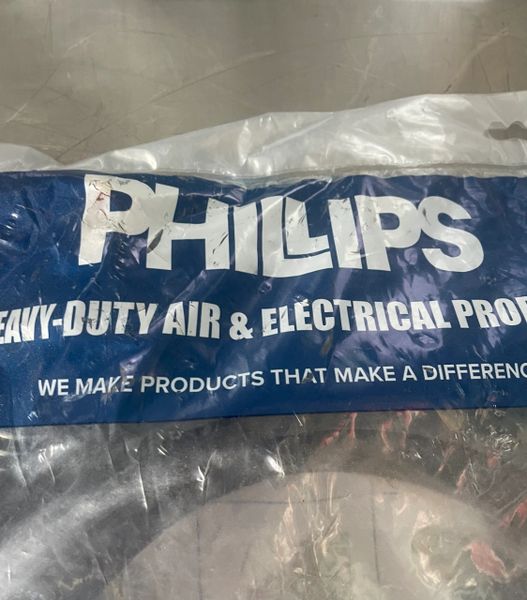 PHILLIPS
EAVY-DUTY AIR & ELECTRICAL PRO
WE MAKE PRODUCTS THAT MAKE A DIFFERENC